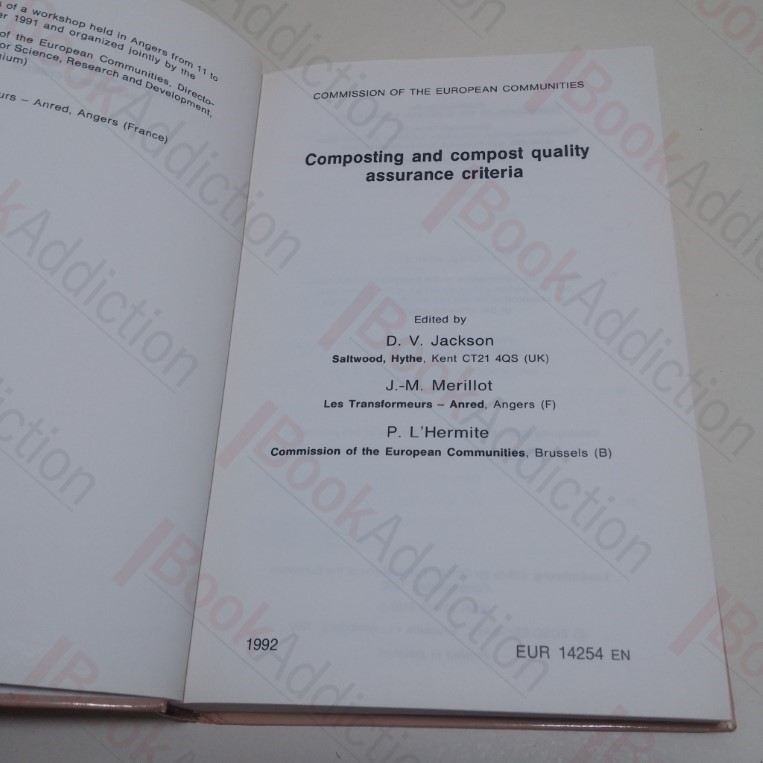 of a workshop held in Angers from 11 to
er 1991 and organized jointly by the
of the European Communities, Directo-
or Science, Research and Development,
ium)
urs – Anred, Angers (France)
COMMISSION OF THE EUROPEAN COMMUNITIES
Composting and compost quality
assurance criteria
Edited by
D. V. Jackson
Saltwood, Hythe, Kent CT21 4QS (UK)
J.-M. Merillot
Les Transformeurs – Anred, Angers (F)
P. L'Hermite
Commission of the European Communities, Brussels (B)
1992
EUR 14254 EN
BookAddiction